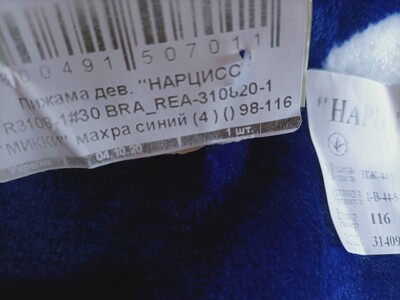 00491 507011
Пижама дев. "НАРЦИСС"
R3108-1#30 BRA_REA-310820-1
"МИККИ" махра синий (4 ) () 98-116
04.10.20
1 шт.
"НАРЦ
116
31409